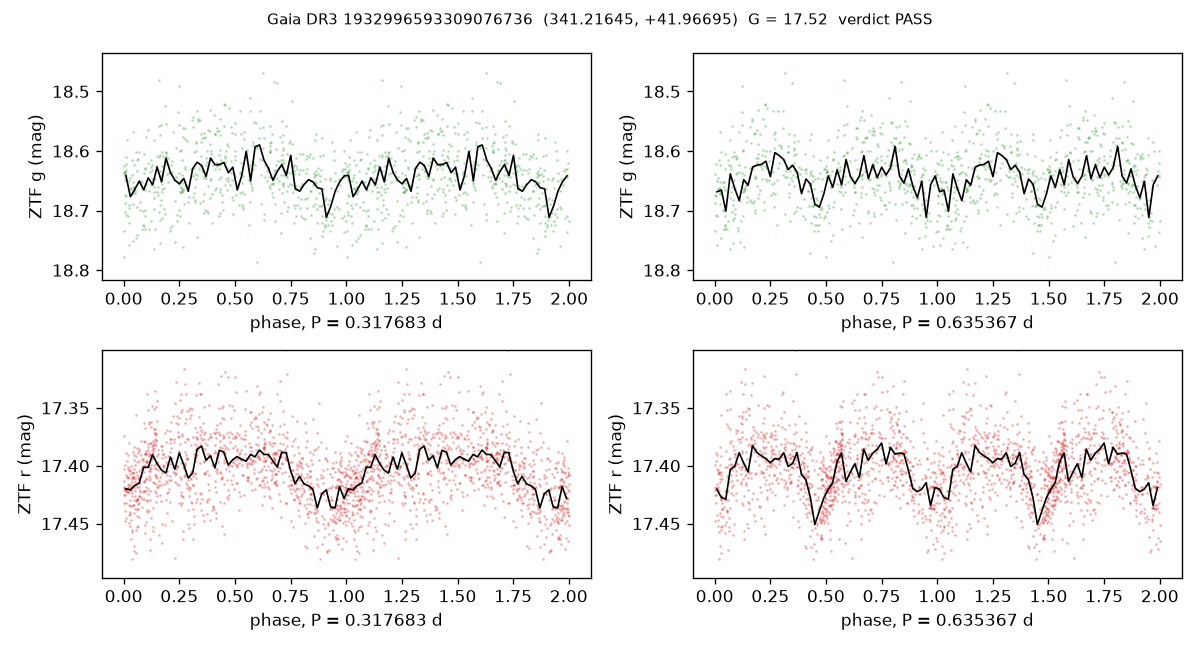 Gaia DR3 1932996593309076736 (341.21645, +41.96695) G = 17.52 verdict PASS
ZTF g (mag)
18.5
18.6
18.7
18.8
0.00 0.25 0.50 0.75 1.00 1.25 1.50 1.75 2.00
phase, P = 0.317683 d
ZTF g (mag)
18.5
18.6
18.7
18.8
0.00 0.25 0.50 0.75 1.00 1.25 1.50 1.75 2.00
phase, P = 0.635367 d
ZTF r (mag)
17.35
17.40
17.45
0.00 0.25 0.50 0.75 1.00 1.25 1.50 1.75 2.00
phase, P = 0.317683 d
ZTF r (mag)
17.35
17.40
17.45
0.00 0.25 0.50 0.75 1.00 1.25 1.50 1.75 2.00
phase, P = 0.635367 d